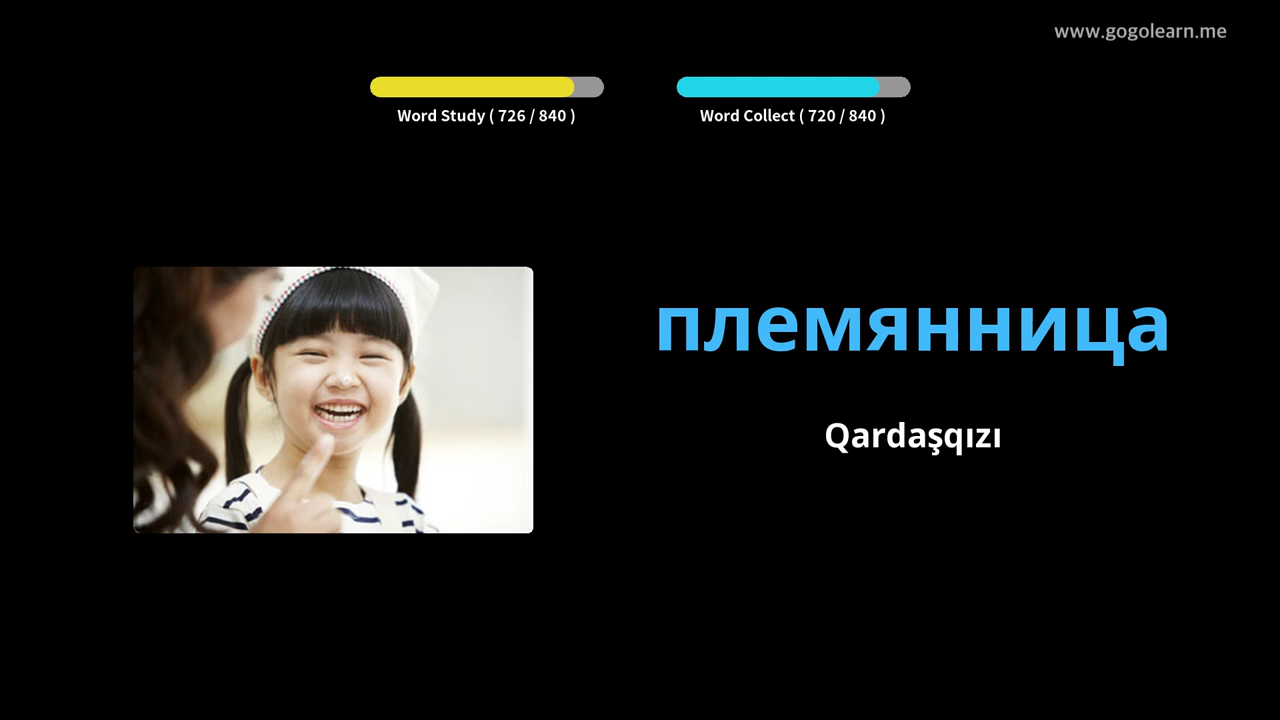 www.gogolearn.me
Word Study ( 726 / 840 )
Word Collect ( 720 / 840 )
племянница
Qardaşqızı